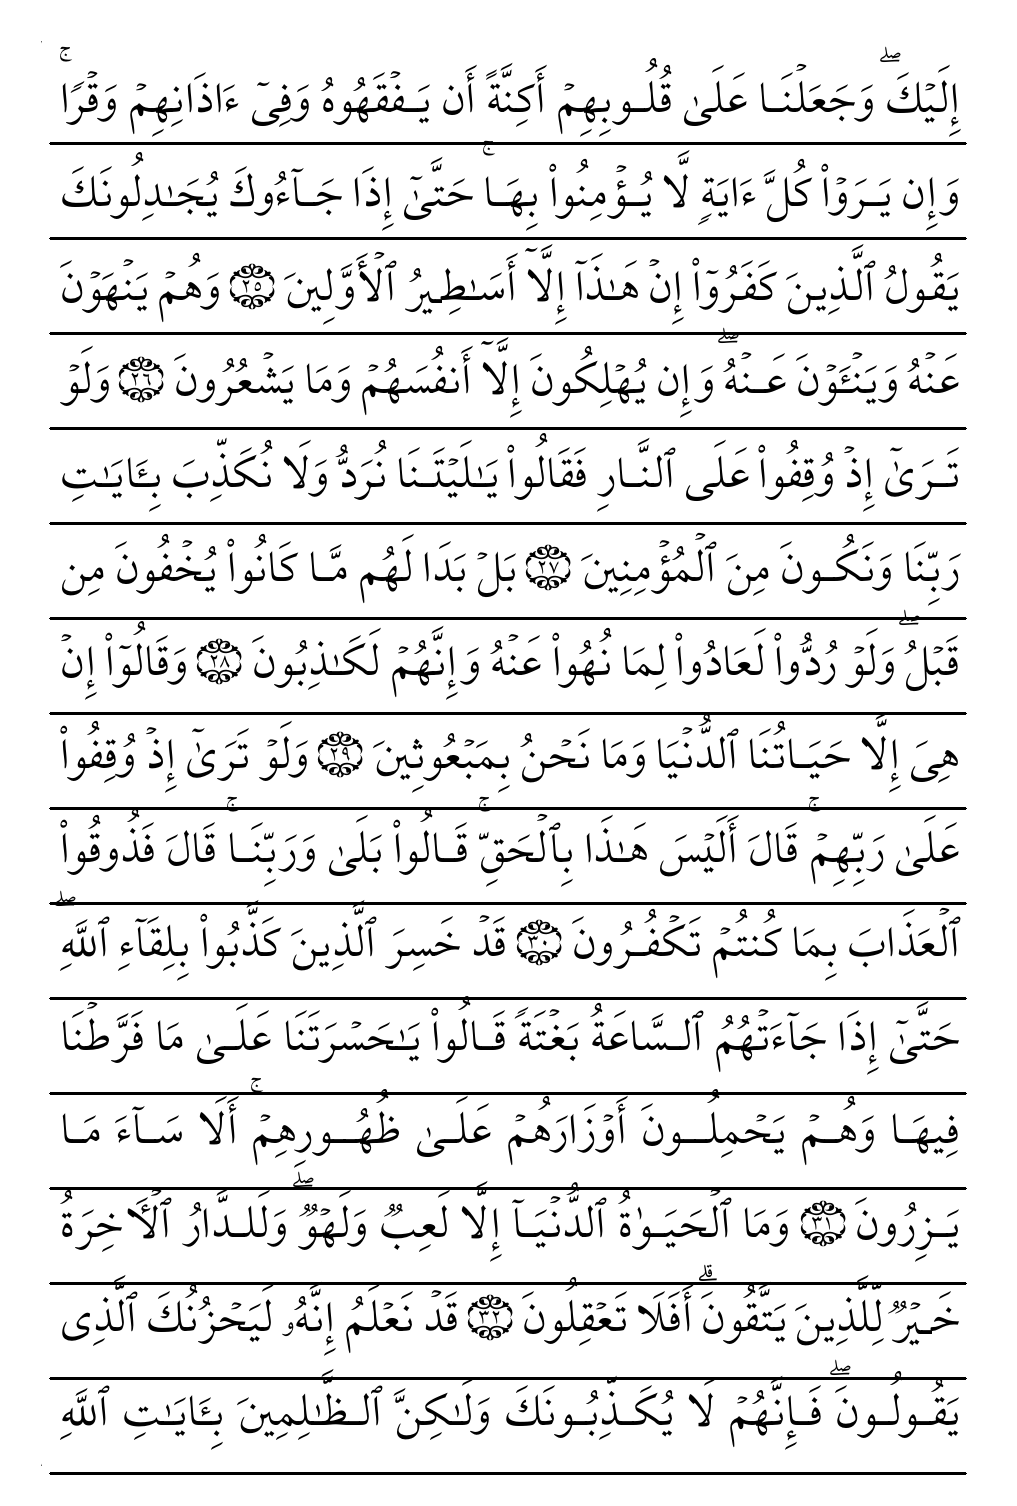 إِلَيۡكَۖ وَجَعَلۡنَا عَلَىٰ قُلُوبِهِمۡ أَكِنَّةً أَن يَفۡقَهُوهُ وَفِىٓ ءَاذَانِهِمۡ وَقۡرًاۚ
وَإِن يَرَوۡاْ كُلَّ ءَايَةٍ لَّا يُؤۡمِنُواْ بِهَاۚ حَتَّىٰٓ إِذَا جَآءُوكَ يُجَـٰدِلُونَكَ
يَقُولُ ٱلَّذِينَ كَفَرُوٓاْ إِنۡ هَـٰذَآ إِلَّآ أَسَـٰطِيرُ ٱلۡأَوَّلِينَ ٢٥ وَهُمۡ يَنۡهَوۡنَ
عَنۡهُ وَيَنۡـَٔوۡنَ عَنۡهُۖ وَإِن يُهۡلِكُونَ إِلَّآ أَنفُسَهُمۡ وَمَا يَشۡعُرُونَ ٢٦ وَلَوۡ
تَرَىٰٓ إِذۡ وُقِفُواْ عَلَى ٱلنَّارِ فَقَالُواْ يَـٰلَيۡتَنَا نُرَدُّ وَلَا نُكَذِّبَ بِـَٔايَـٰتِ
رَبِّنَا وَنَكُونَ مِنَ ٱلۡمُؤۡمِنِينَ ٢٧ بَلۡ بَدَا لَهُم مَّا كَانُواْ يُخۡفُونَ مِن
قَبۡلُۖ وَلَوۡ رُدُّواْ لَعَادُواْ لِمَا نُهُواْ عَنۡهُ وَإِنَّهُمۡ لَكَـٰذِبُونَ ٢٨ وَقَالُوٓاْ إِنۡ
هِىَ إِلَّا حَيَاتُنَا ٱلدُّنۡيَا وَمَا نَحۡنُ بِمَبۡعُوثِينَ ٢٩ وَلَوۡ تَرَىٰٓ إِذۡ وُقِفُواْ
عَلَىٰ رَبِّهِمۡۚ قَالَ أَلَيۡسَ هَـٰذَا بِٱلۡحَقِّۚ قَالُواْ بَلَىٰ وَرَبِّنَاۚ قَالَ فَذُوقُواْ
ٱلۡعَذَابَ بِمَا كُنتُمۡ تَكۡفُرُونَ ٣٠ قَدۡ خَسِرَ ٱلَّذِينَ كَذَّبُواْ بِلِقَآءِ ٱللَّهِۖ
حَتَّىٰٓ إِذَا جَآءَتۡهُمُ ٱلسَّاعَةُ بَغۡتَةً قَالُواْ يَـٰحَسۡرَتَنَا عَلَىٰ مَا فَرَّطۡنَا
فِيهَا وَهُمۡ يَحۡمِلُونَ أَوۡزَارَهُمۡ عَلَىٰ ظُهُورِهِمۡۚ أَلَا سَآءَ مَا
يَزِرُونَ ٣١ وَمَا ٱلۡحَيَوٰةُ ٱلدُّنۡيَآ إِلَّا لَعِبٌ وَلَهۡوٌۖ وَلَلدَّارُ ٱلۡـَٔاخِرَةُ
خَيۡرٌ لِّلَّذِينَ يَتَّقُونَۗ أَفَلَا تَعۡقِلُونَ ٣٢ قَدۡ نَعۡلَمُ إِنَّهُۥ لَيَحۡزُنُكَ ٱلَّذِى
يَقُولُونَۖ فَإِنَّهُمۡ لَا يُكَذِّبُونَكَ وَلَـٰكِنَّ ٱلظَّـٰلِمِينَ بِـَٔايَـٰتِ ٱللَّهِ